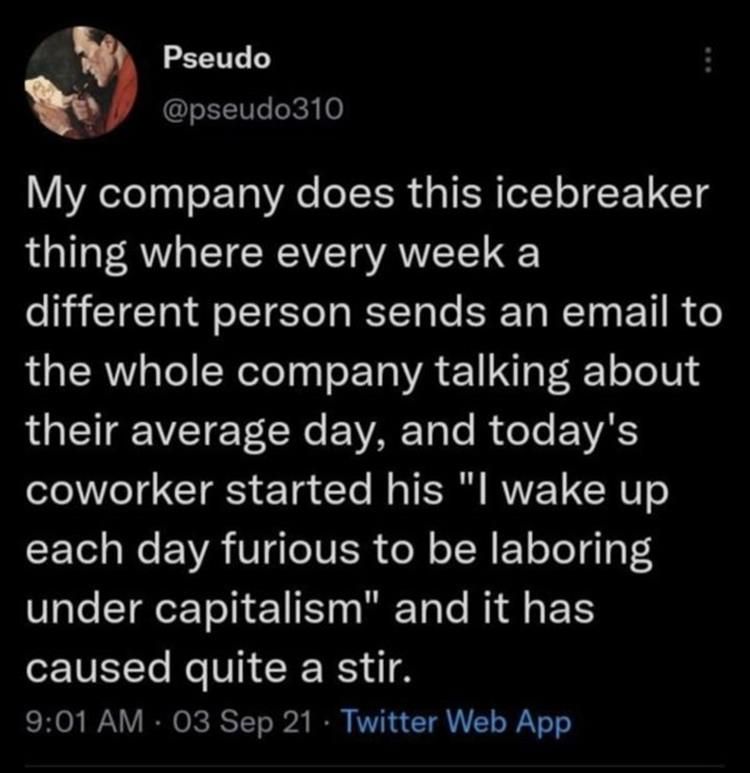 Pseudo
@pseudo310
My company does this icebreaker
thing where every week a
different person sends an email to
the whole company talking about
their average day, and today's
coworker started his "I wake up
each day furious to be laboring
under capitalism" and it has
caused quite a stir.
9:01 AM · 03 Sep 21 · Twitter Web App